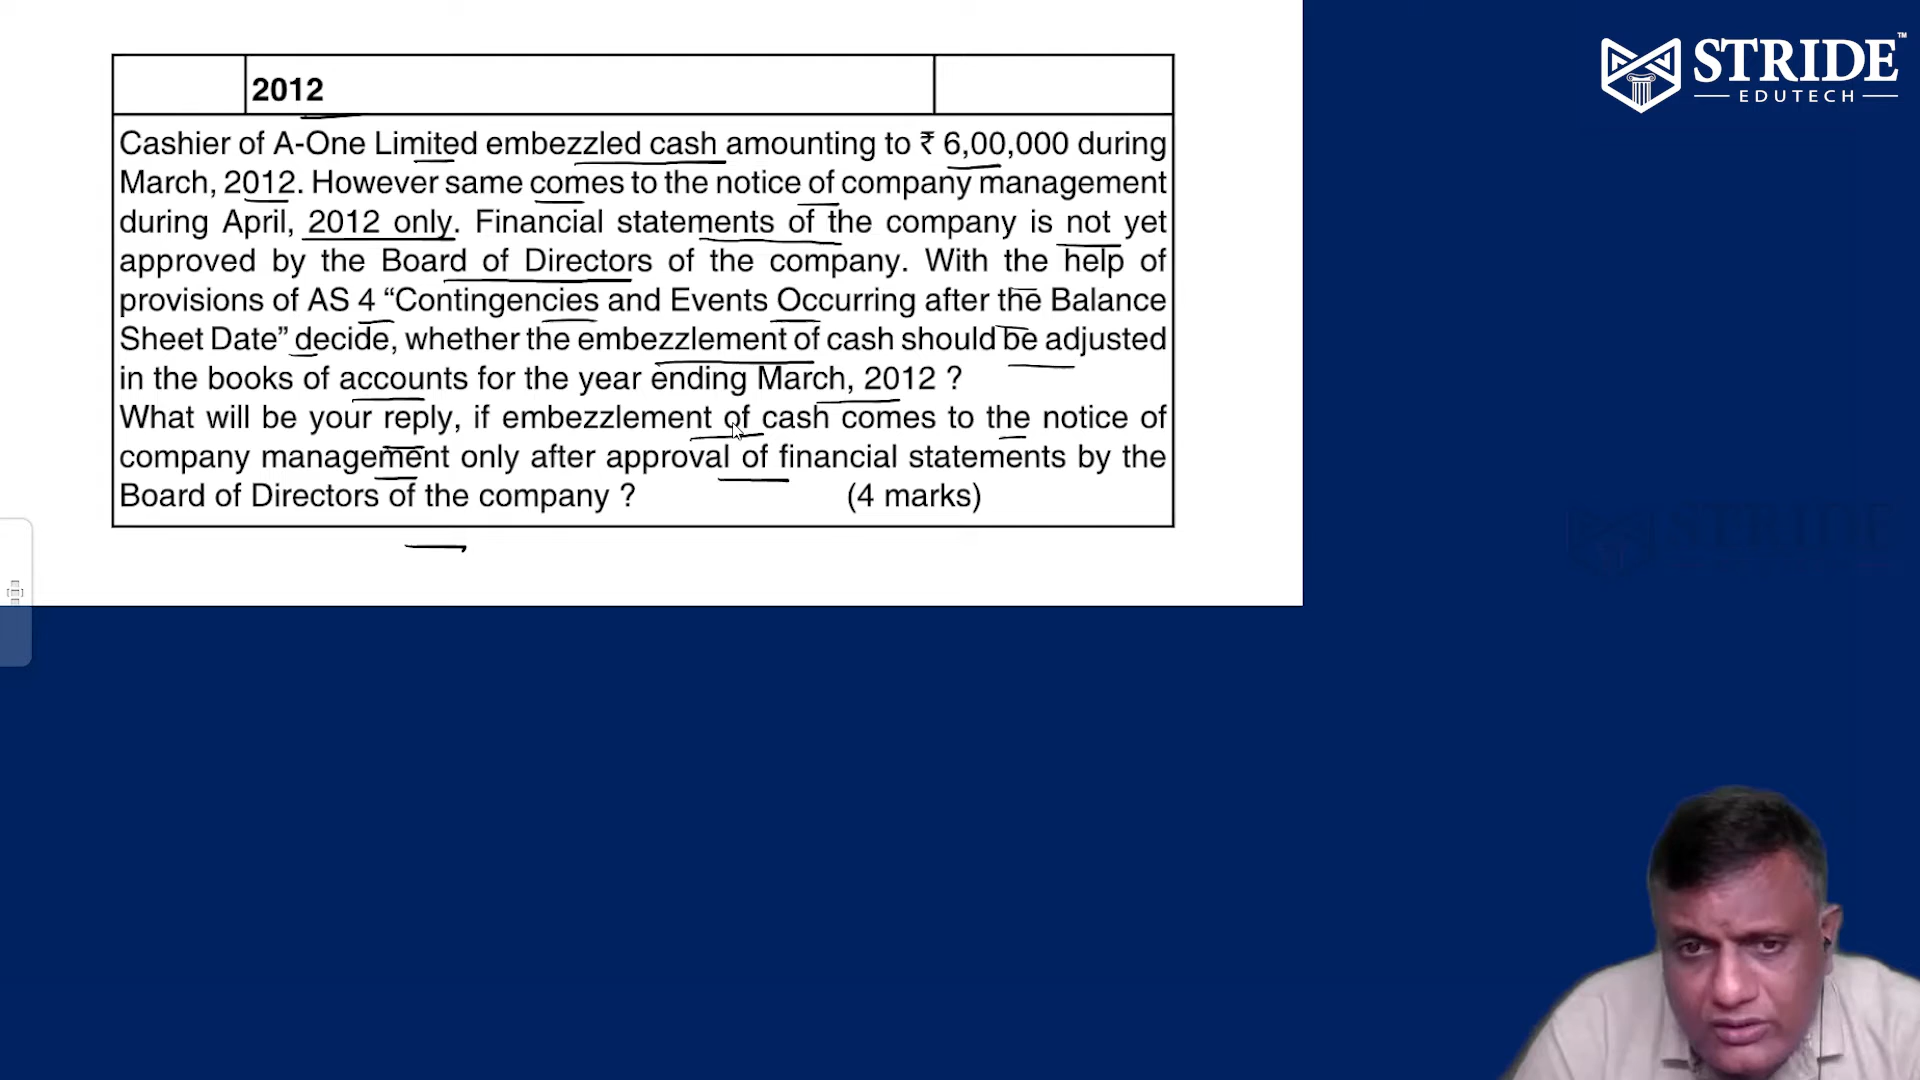 STRIDE™
EDUTECH
2012
Cashier of A-One Limited embezzled cash amounting to ₹ 6,00,000 during
March, 2012. However same comes to the notice of company management
during April, 2012 only. Financial statements of the company is not yet
approved by the Board of Directors of the company. With the help of
provisions of AS 4 “Contingencies and Events Occurring after the Balance
Sheet Date” decide, whether the embezzlement of cash should be adjusted
in the books of accounts for the year ending March, 2012 ?
What will be your reply, if embezzlement of cash comes to the notice of
company management only after approval of financial statements by the
Board of Directors of the company ? (4 marks)
STRIDE